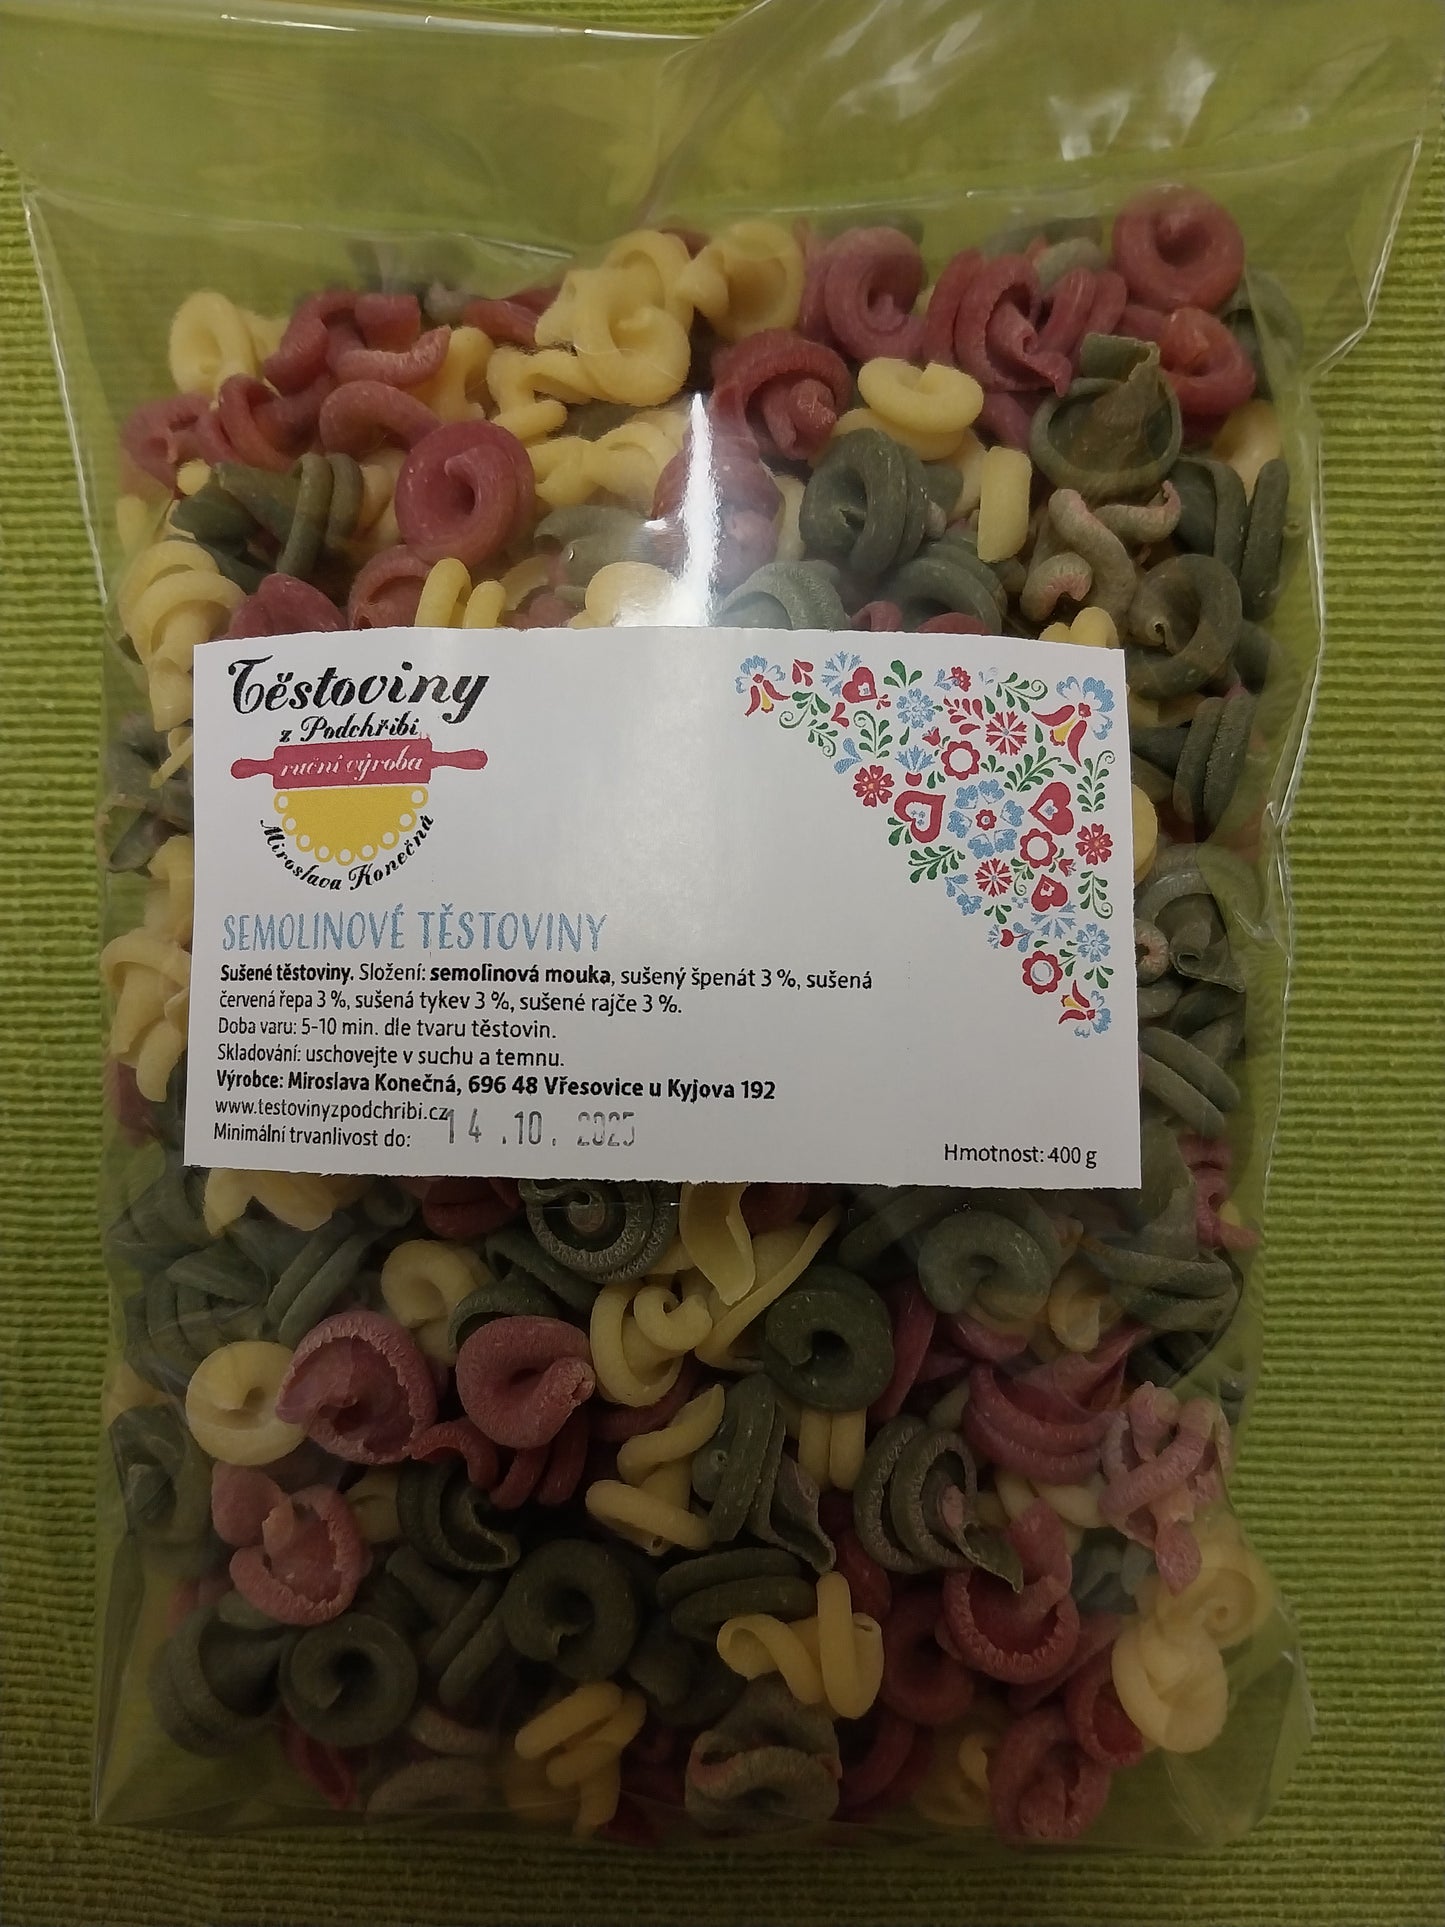 Těstoviny
z Podchřibí
ruční výroba
Miroslava Konečná
SEMOLINOVÉ TĚSTOVINY
Sušené těstoviny. Složení: semolinová mouka, sušený špenát 3 %, sušená
červená řepa 3 %, sušená tykev 3 %, sušené rajče 3 %.
Doba varu: 5-10 min. dle tvaru těstovin.
Skladování: uschovejte v suchu a temnu.
Výrobce: Miroslava Konečná, 696 48 Vřesovice u Kyjova 192
www.testovinyzpodchribi.cz
Minimální trvanlivost do: 14.10. 2025
Hmotnost: 400 g